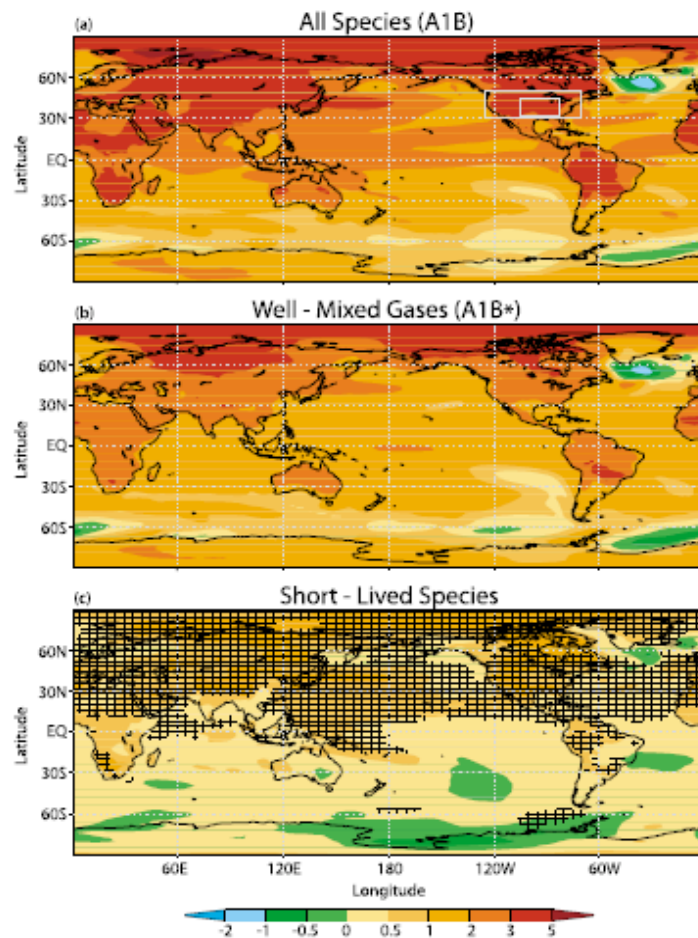 (a) All Species (A1B)
60N
30N
EQ
30S
60S
Latitude
(b) Well - Mixed Gases (A1B*)
60N
30N
EQ
30S
60S
Latitude
(c) Short - Lived Species
60N
30N
EQ
30S
60S
Latitude
60E 120E 180 120W 60W
Longitude
-2 -1 -0.5 0 0.5 1 2 3 5